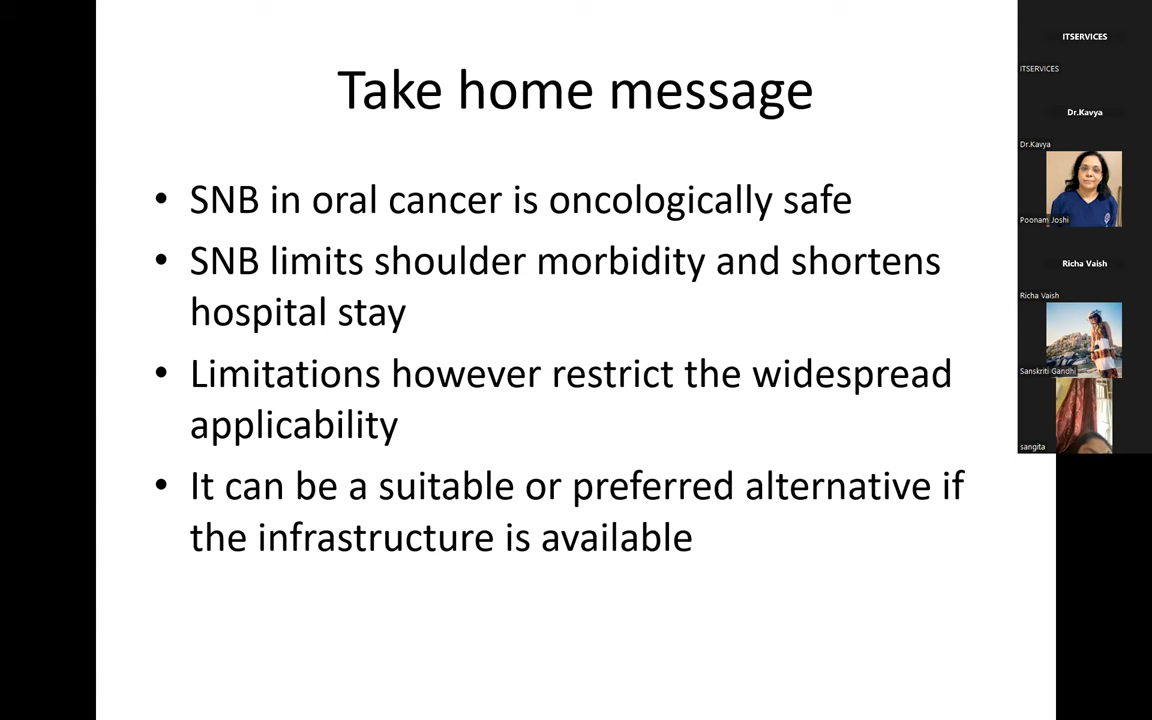 Take home message
• SNB in oral cancer is oncologically safe
• SNB limits shoulder morbidity and shortens
hospital stay
• Limitations however restrict the widespread
applicability
• It can be a suitable or preferred alternative if
the infrastructure is available
ITSERVICES
ITSERVICES
Dr.Kavya
Dr.Kavya
Poonam Joshi
Richa Vaish
Richa Vaish
Sanskriti Gandhi
sangita